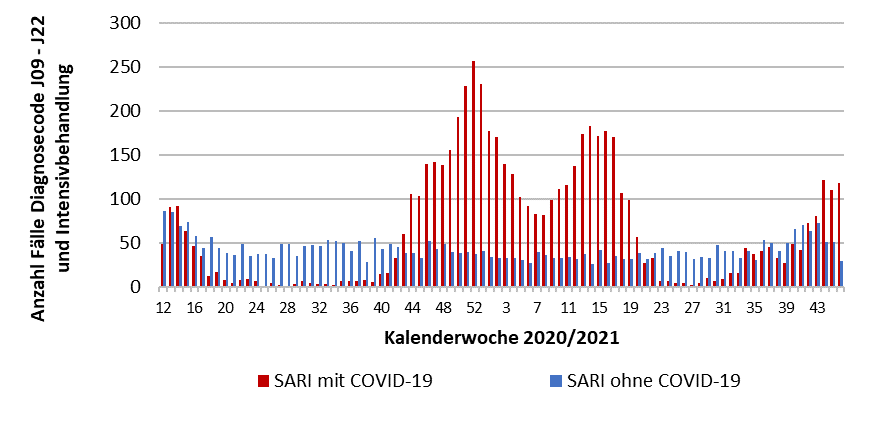 Anzahl Fälle Diagnosecode J09 - J22
und Intensivbehandlung
300
250
200
150
100
50
0
12 16 20 24 28 32 36 40 44 48 52 3 7 11 15 19 23 27 31 35 39 43
Kalenderwoche 2020/2021
SARI mit COVID-19 SARI ohne COVID-19